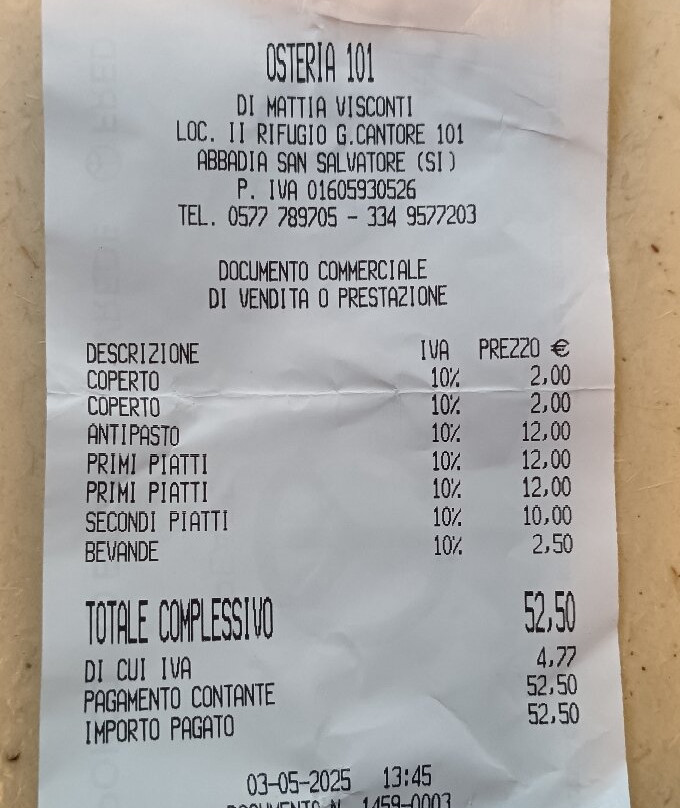 OSTERIA 101
DI MATTIA VISCONTI
LOC. II RIFUGIO G.CANTORE 101
ABBADIA SAN SALVATORE (SI)
P. IVA 01605930526
TEL. 0577 789705 - 334 9577203
DOCUMENTO COMMERCIALE
DI VENDITA O PRESTAZIONE
DESCRIZIONE IVA PREZZO €
COPERTO 10% 2,00
COPERTO 10% 2,00
ANTIPASTO 10% 12,00
PRIMI PIATTI 10% 12,00
PRIMI PIATTI 10% 12,00
SECONDI PIATTI 10% 10,00
BEVANDE 10% 2,50
TOTALE COMPLESSIVO 52,50
DI CUI IVA 4,77
PAGAMENTO CONTANTE 52,50
IMPORTO PAGATO 52,50
03-05-2025 13:45
DOCUMENTO N. 1459-0003